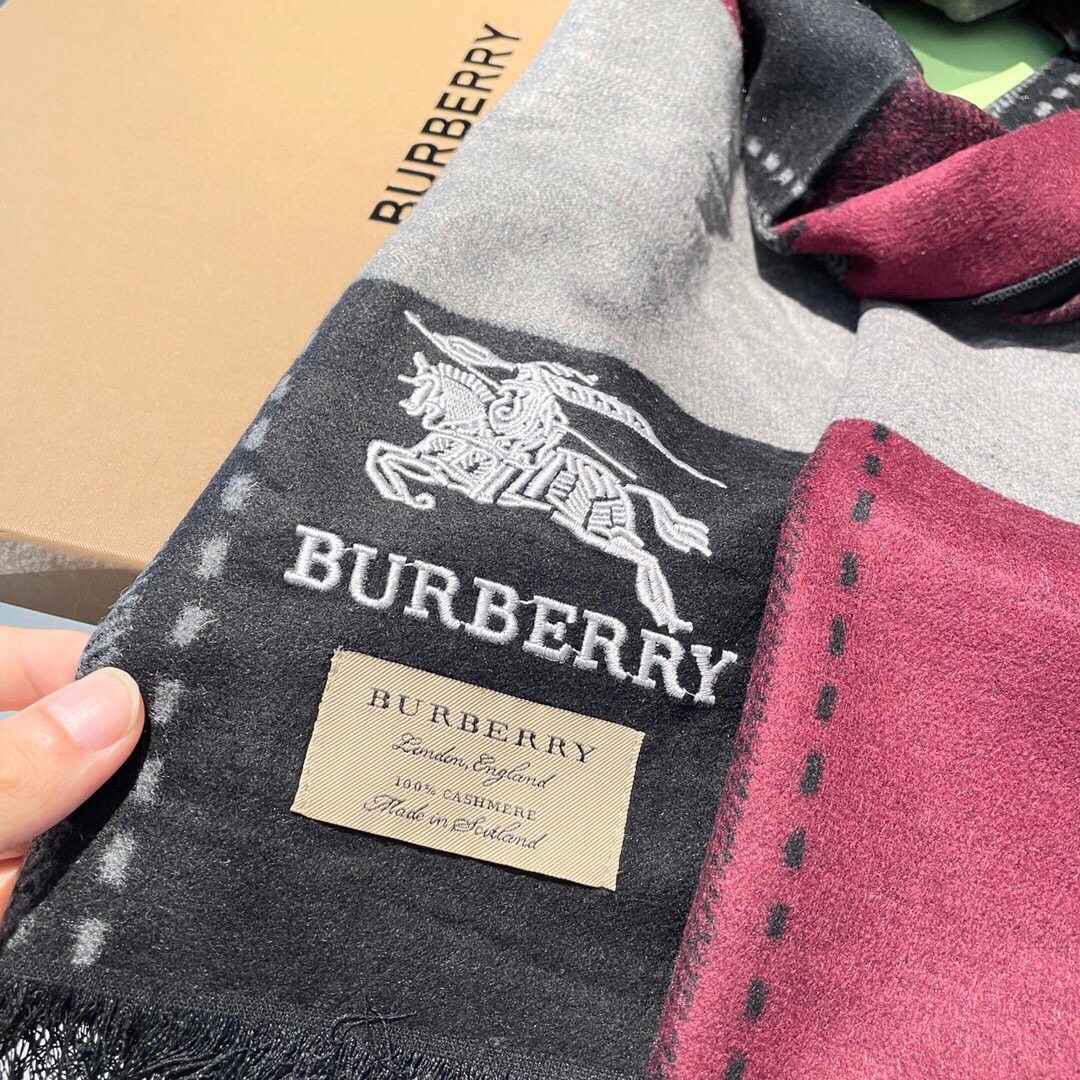 BURBERRY
BURBERRY
BURBERRY
London, England
100% CASHMERE
Made in Scotland